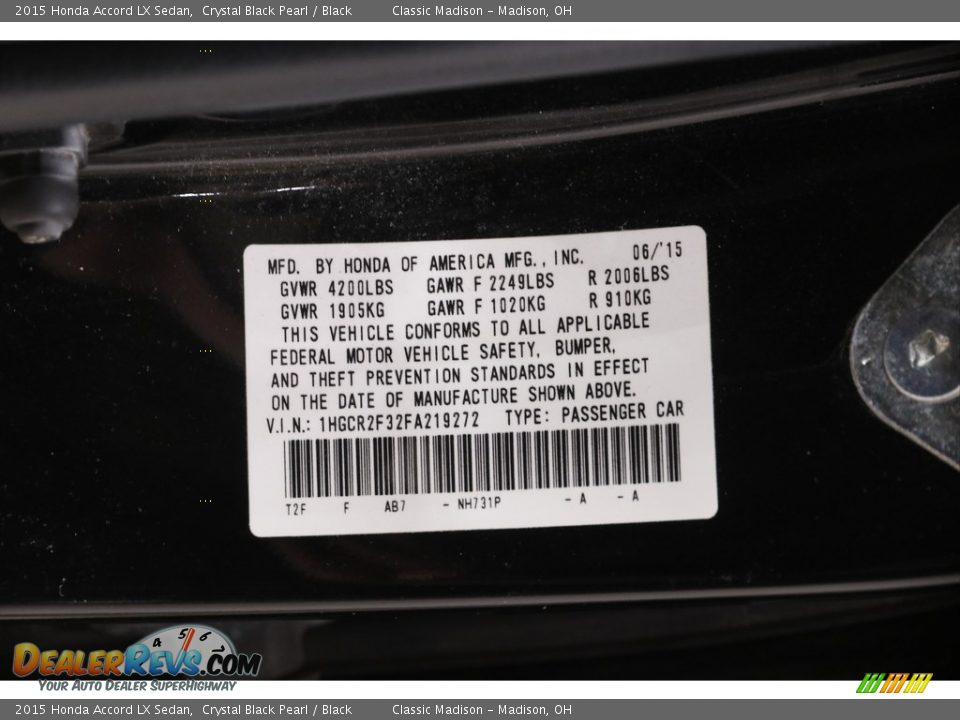 2015 Honda Accord LX Sedan, Crystal Black Pearl / Black Classic Madison - Madison, OH
MFD. BY HONDA OF AMERICA MFG., INC. 06/'15
GVWR 4200LBS GAWR F 2249LBS R 2006LBS
GVWR 1905KG GAWR F 1020KG R 910KG
THIS VEHICLE CONFORMS TO ALL APPLICABLE
FEDERAL MOTOR VEHICLE SAFETY, BUMPER,
AND THEFT PREVENTION STANDARDS IN EFFECT
ON THE DATE OF MANUFACTURE SHOWN ABOVE.
V.I.N.: 1HGCR2F32FA219272 TYPE: PASSENGER CAR
T2F F AB7 - NH731P - A - A
4 5 6 7
DEALERREVS.COM
YOUR AUTO DEALER SUPERHIGHWAY
2015 Honda Accord LX Sedan, Crystal Black Pearl / Black Classic Madison - Madison, OH